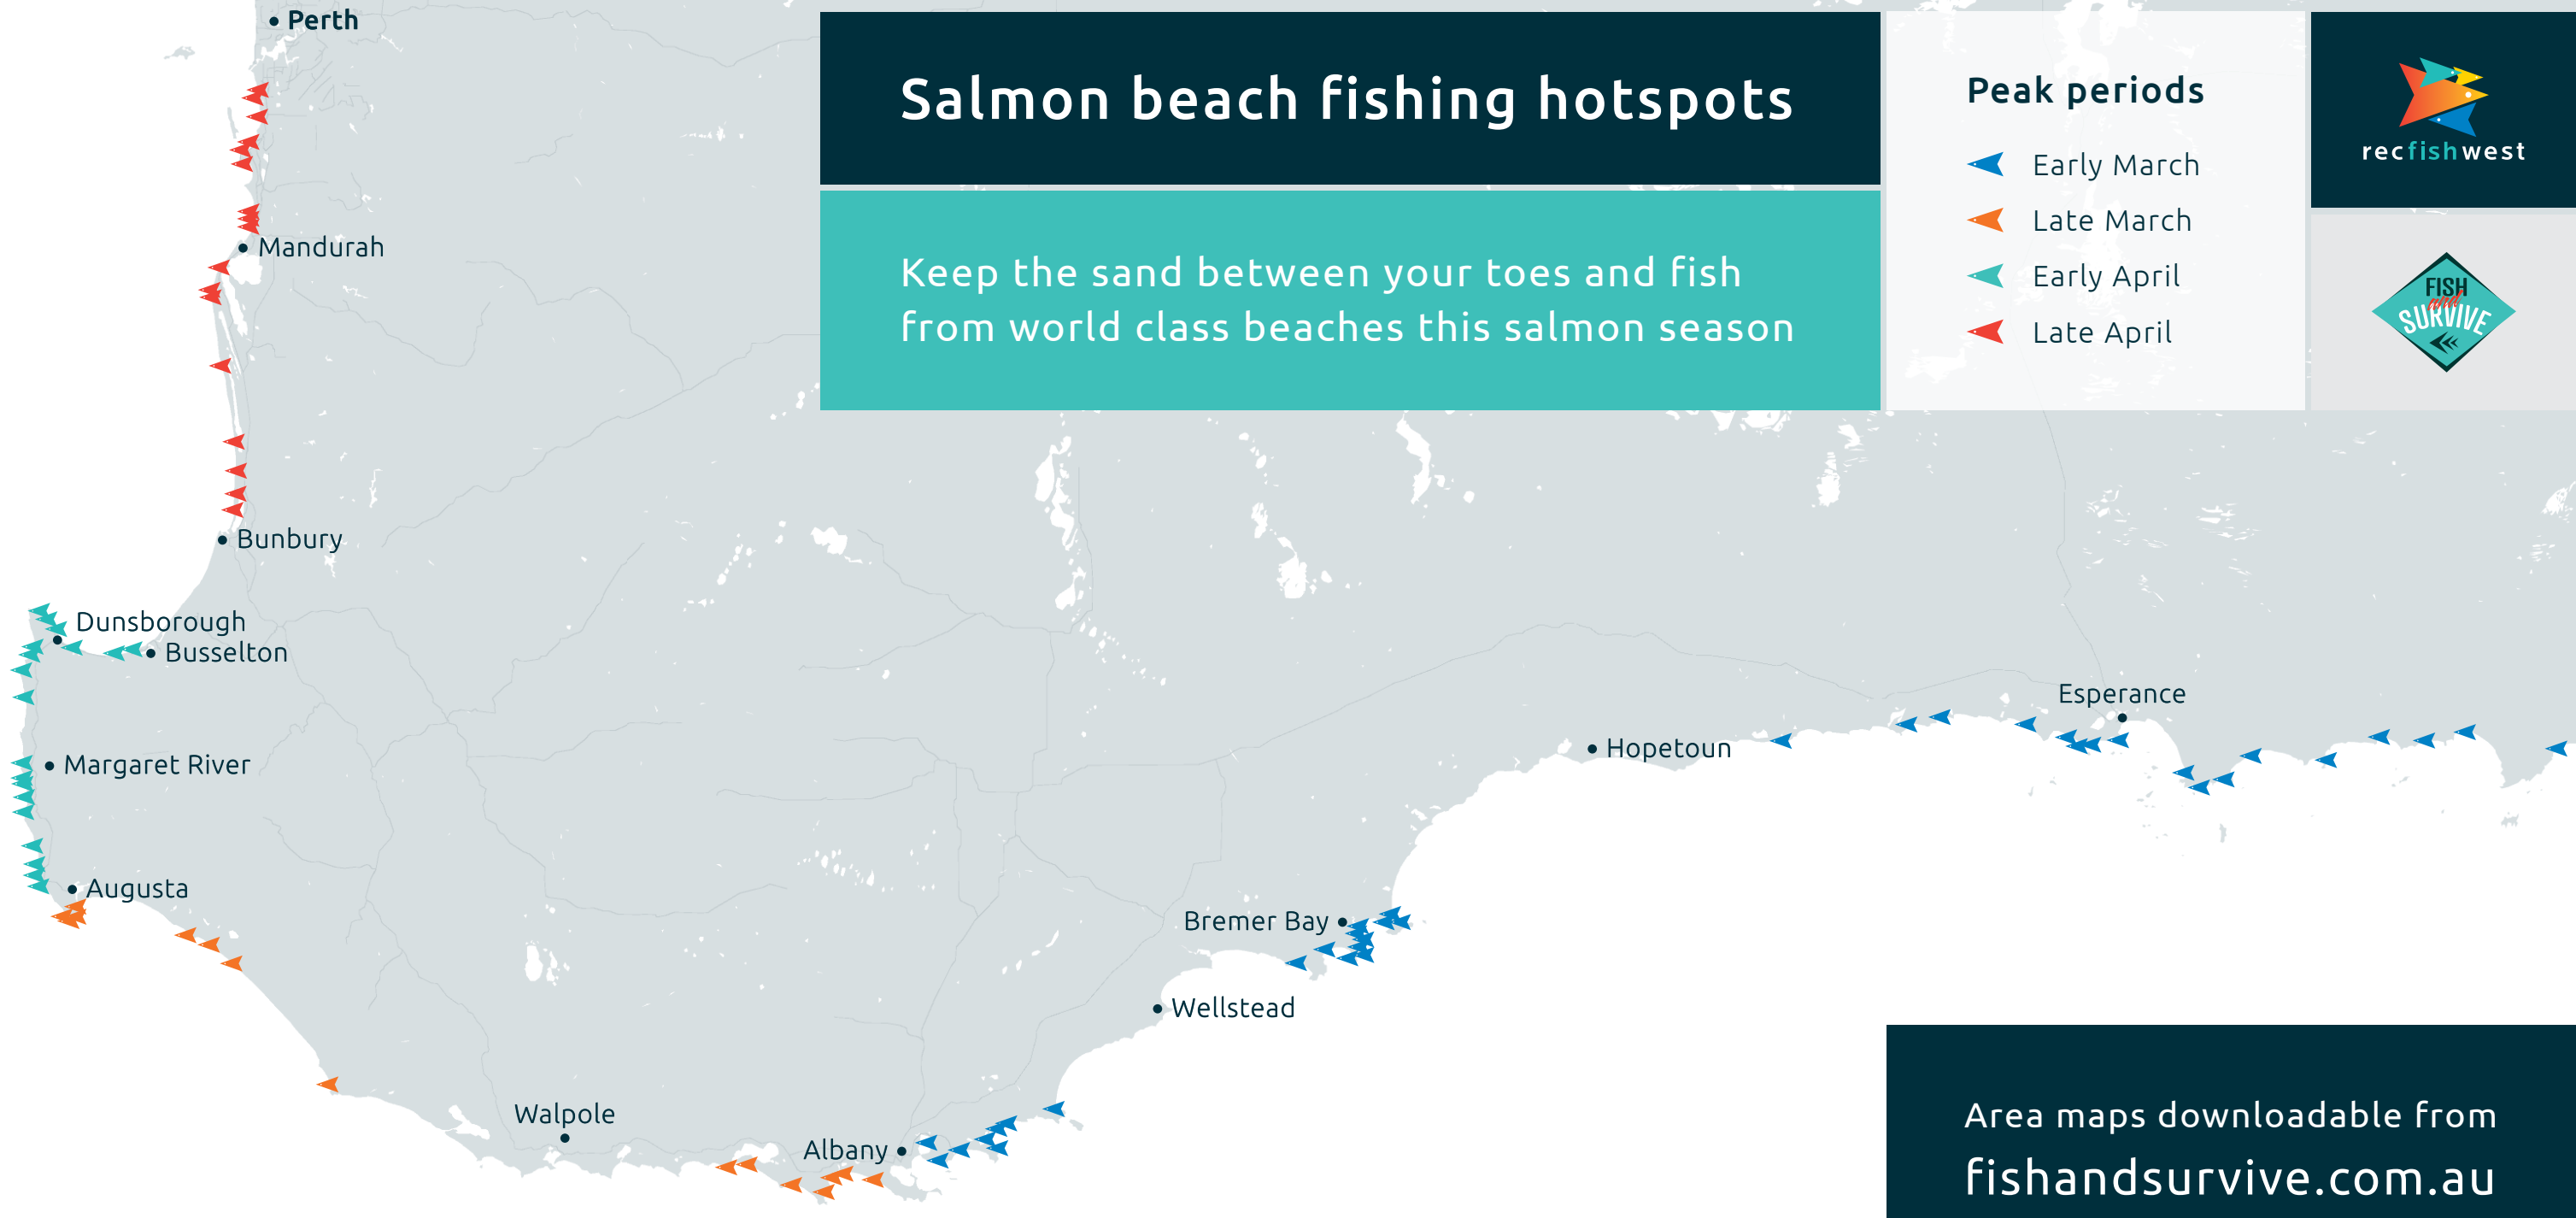 Perth
Salmon beach fishing hotspots
Keep the sand between your toes and fish
from world class beaches this salmon season
Peak periods
Early March
Late March
Early April
Late April
recfishwest
FISH
and
SURVIVE
Mandurah
Bunbury
Dunsborough
Busselton
Margaret River
Augusta
Walpole
Albany
Wellstead
Bremer Bay
Hopetoun
Esperance
Area maps downloadable from
fishandsurvive.com.au